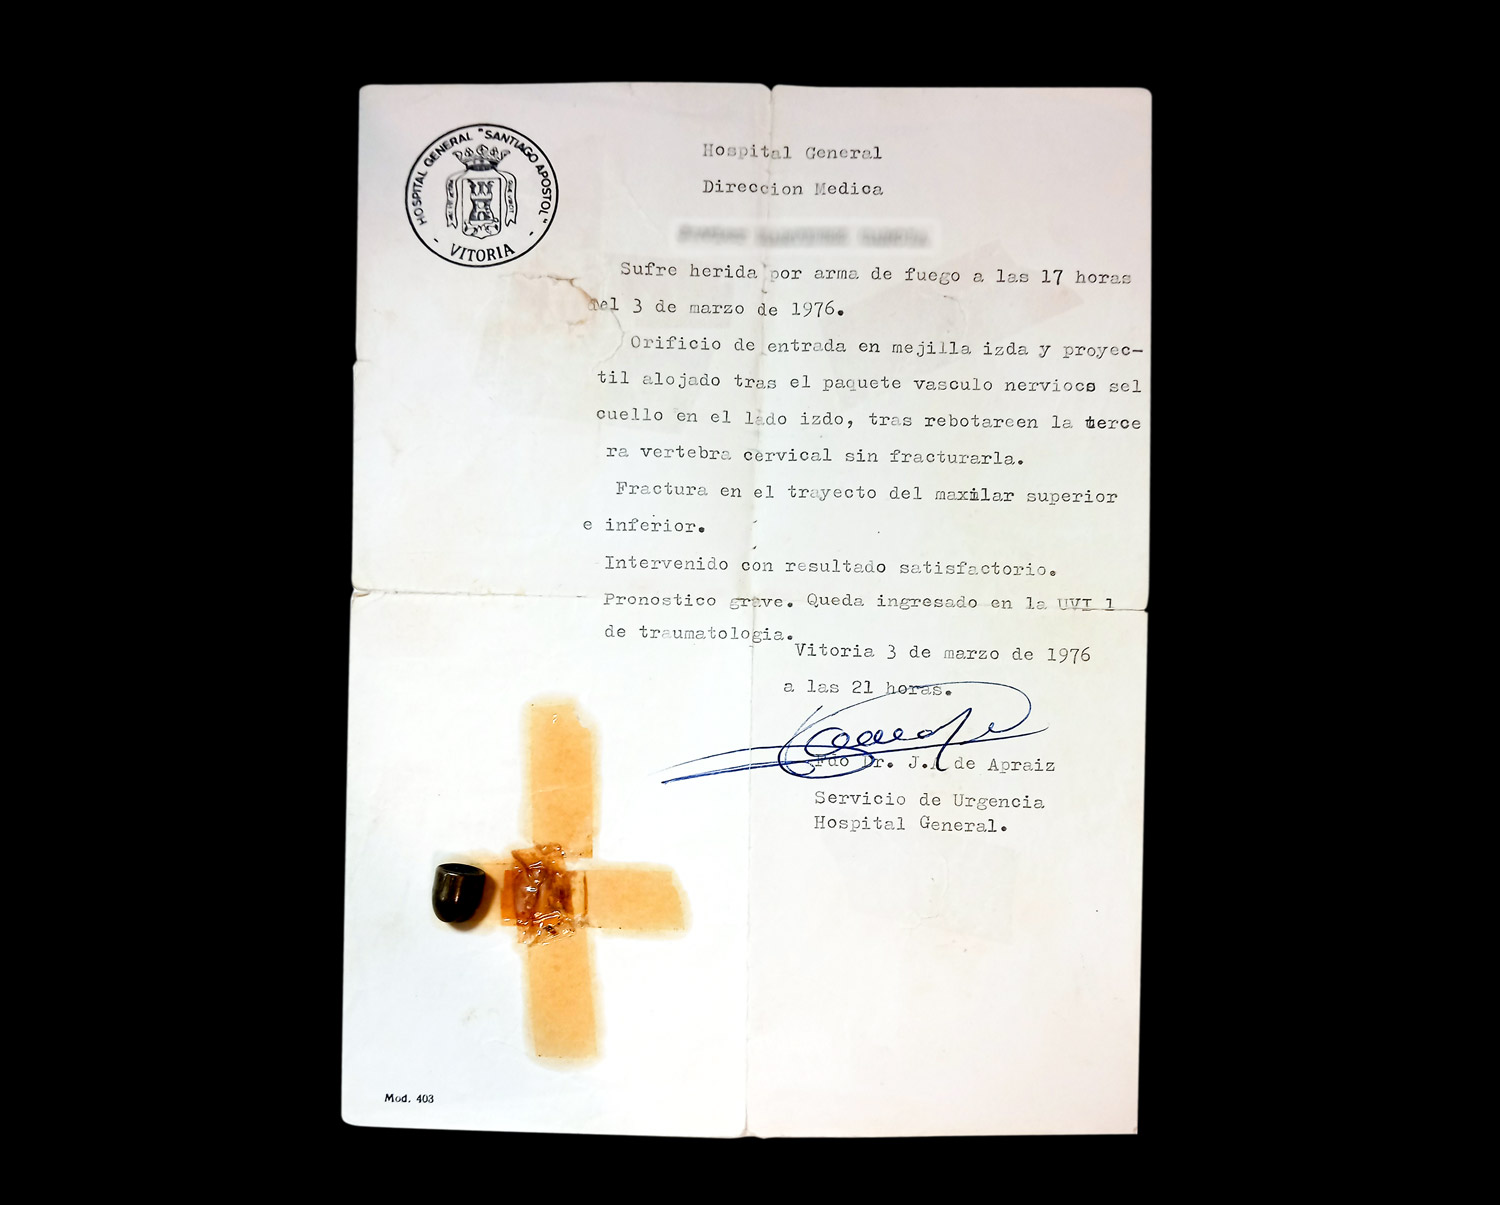 HOSPITAL GENERAL "SANTIAGO APOSTOL"
- VITORIA -
Hospital General
Direccion Medica
Sufre herida por arma de fuego a las 17 horas
del 3 de marzo de 1976.
Orificio de entrada en mejilla izda y proyec-
til alojado tras el paquete vasculo nervioco sel
cuello en el lado izdo, tras rebotareen la terce
ra vertebra cervical sin fracturarla.
Fractura en el trayecto del maxilar superior
e inferior.
Intervenido con resultado satisfactorio.
Pronostico grave. Queda ingresado en la UVI 1
de traumatologia.
Vitoria 3 de marzo de 1976
a las 21 horas.
Fdo Dr. J. de Apraiz
Servicio de Urgencia
Hospital General.
Mod. 403